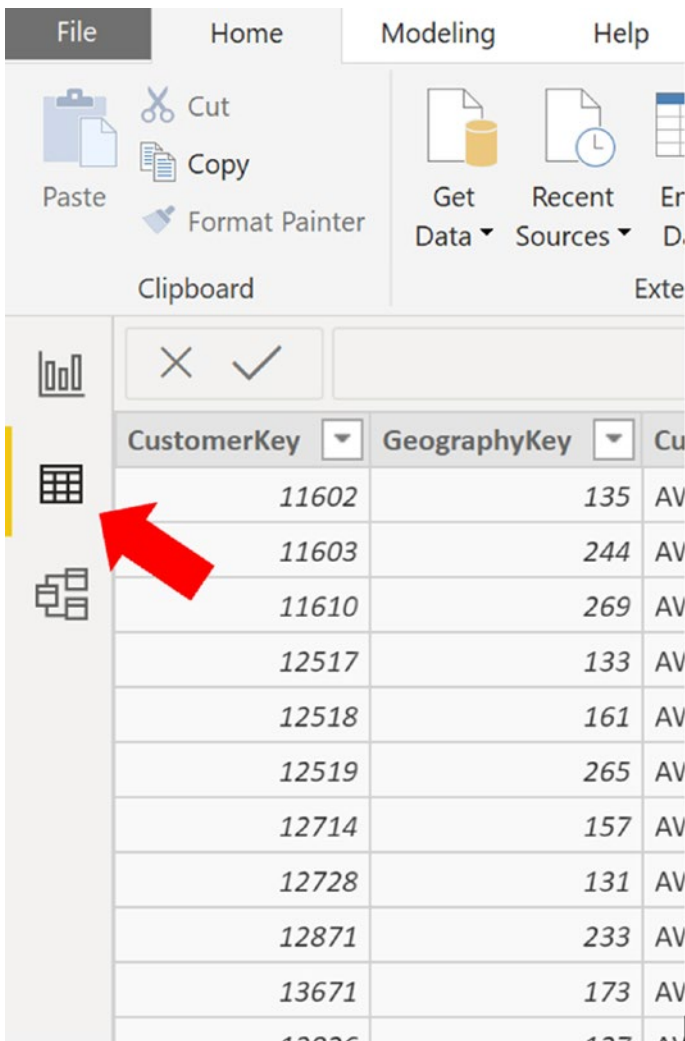 File Home Modeling Help
Cut
Copy
Format Painter
Paste
Get Data
Recent Sources
Clipboard
CustomerKey GeographyKey
11602 135
11603 244
11610 269
12517 133
12518 161
12519 265
12714 157
12728 131
12871 233
13671 173